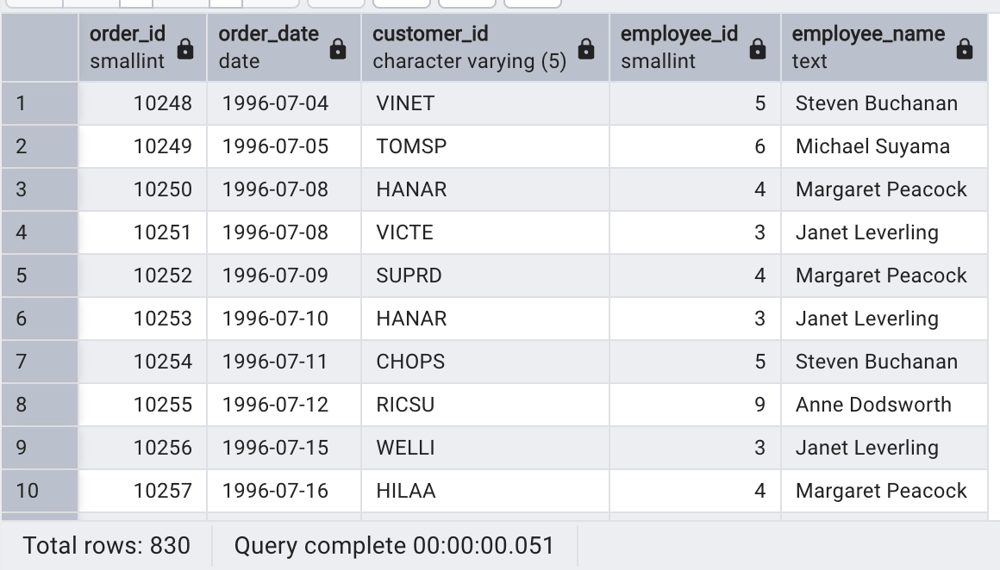 order_id order_date customer_id employee_id employee_name
smallint date character varying (5) smallint text
1 10248 1996-07-04 VINET 5 Steven Buchanan
2 10249 1996-07-05 TOMSP 6 Michael Suyama
3 10250 1996-07-08 HANAR 4 Margaret Peacock
4 10251 1996-07-08 VICTE 3 Janet Leverling
5 10252 1996-07-09 SUPRD 4 Margaret Peacock
6 10253 1996-07-10 HANAR 3 Janet Leverling
7 10254 1996-07-11 CHOPS 5 Steven Buchanan
8 10255 1996-07-12 RICSU 9 Anne Dodsworth
9 10256 1996-07-15 WELLI 3 Janet Leverling
10 10257 1996-07-16 HILAA 4 Margaret Peacock
Total rows: 830 Query complete 00:00:00.051